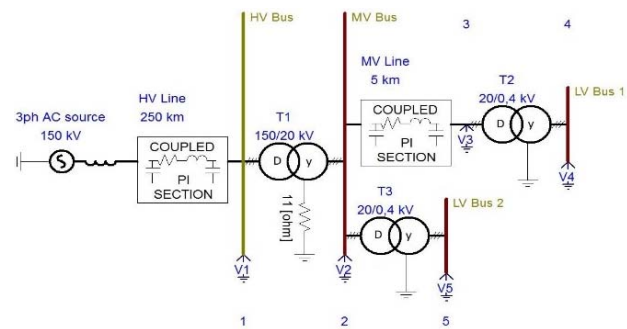 HV Bus
MV Bus
3
4
MV Line
5 km
HV Line
250 km
T2
20/0,4 kV
LV Bus 1
3ph AC source
150 kV
T1
150/20 kV
COUPLED
PI
SECTION
COUPLED
PI
SECTION
S
D
y
D
y
V3
V4
T3
20/0,4 kV
LV Bus 2
11 [ohm]
D
y
V1
V2
V5
1
2
5